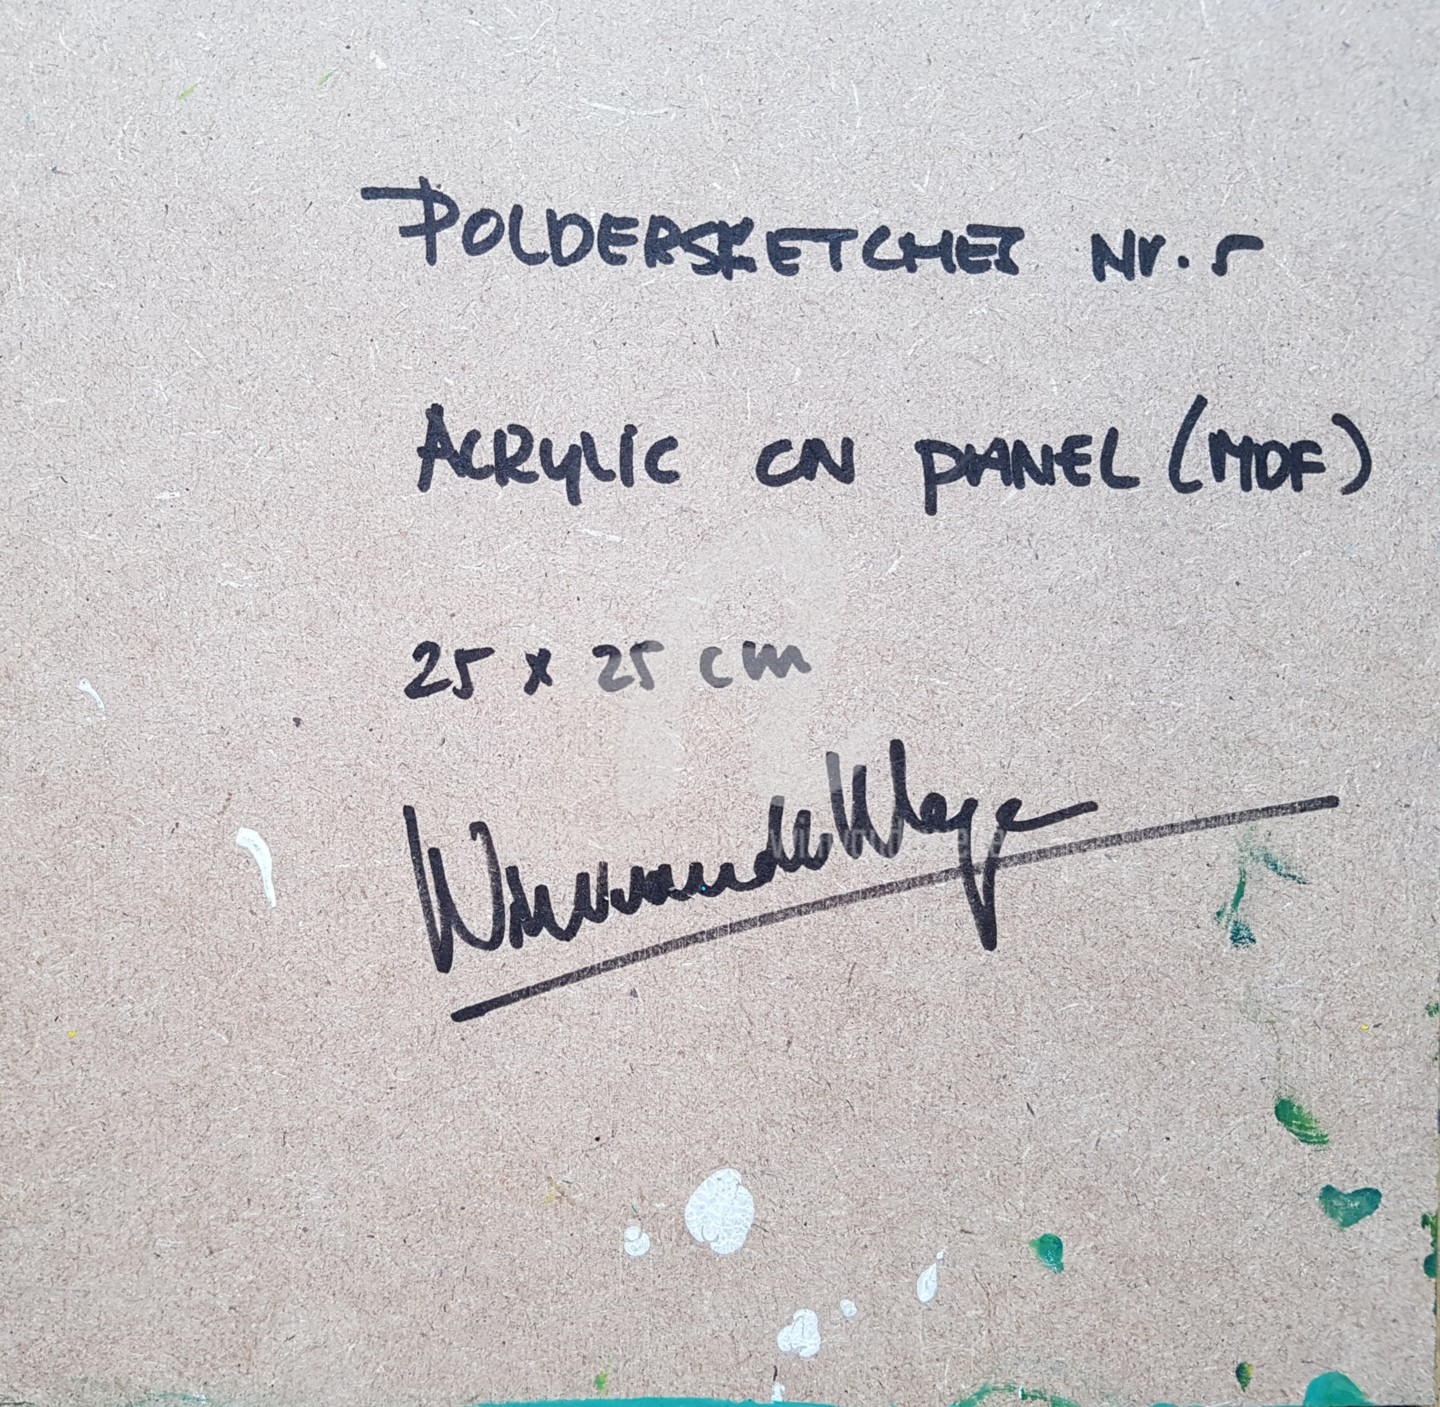 POLDERSKETCHES Nr. 5
ACRYLIC ON PANEL (MDF)
25 x 25 cm